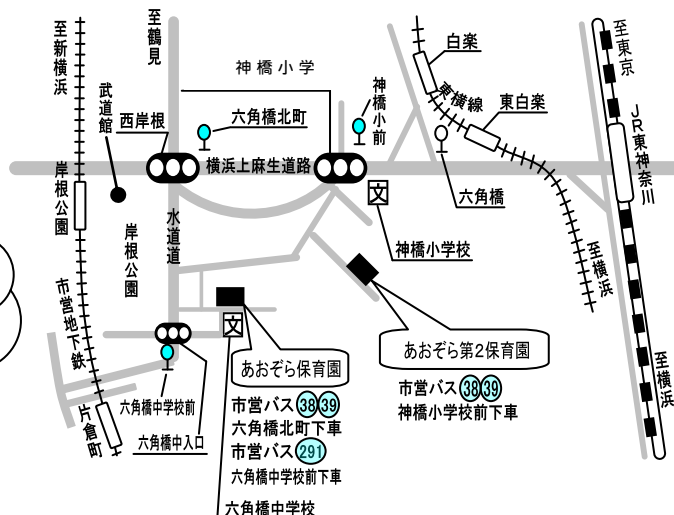 至新横浜
至鶴見
神橋小学
白楽
至東京
武道館
西岸根
六角橋北町
神橋小前
東横線
東白楽
JR東神奈川
横浜上麻生道路
岸根公園
文
六角橋
水道道
岸根公園
神橋小学校
至横浜
市営地下鉄
文
あおぞら保育園
あおぞら第2保育園
至横浜
市営バス 38 39
六角橋北町下車
市営バス 291
六角橋中学校前下車
市営バス 38 39
神橋小学校前下車
片倉町
六角橋中学校前
六角橋中入口
六角橋中学校